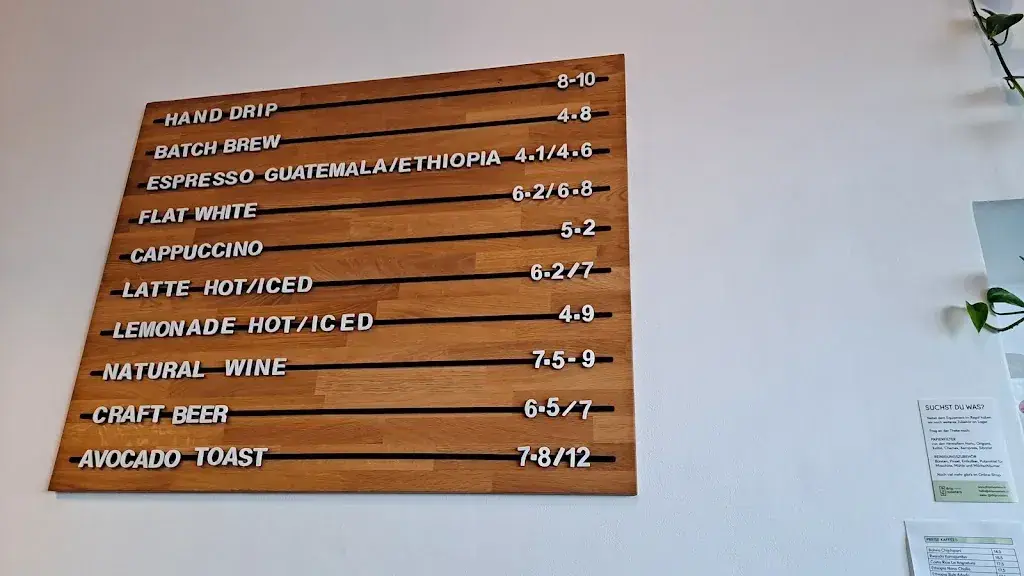 HAND DRIP 8-10
BATCH BREW 4.8
ESPRESSO GUATEMALA/ETHIOPIA 4.1/4.6
FLAT WHITE 6.2/6.8
CAPPUCCINO 5.2
LATTE HOT/ICED 6.2/7
LEMONADE HOT/ICED 4.9
NATURAL WINE 7.5-9
CRAFT BEER 6.5/7
AVOCADO TOAST 7.8/12
SUCHST DU WAS?